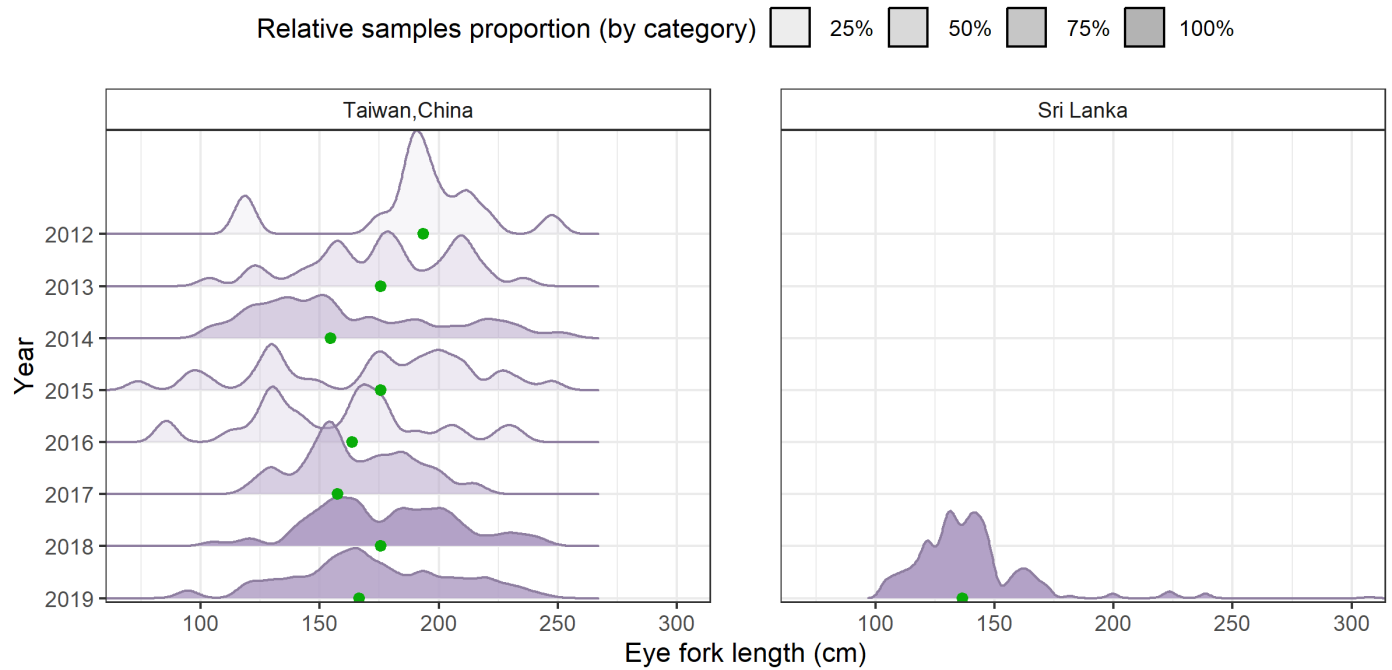 Relative samples proportion (by category) 25% 50% 75% 100%
Taiwan,China Sri Lanka
Year
2012
2013
2014
2015
2016
2017
2018
2019
100 150 200 250 300 100 150 200 250 300
Eye fork length (cm)